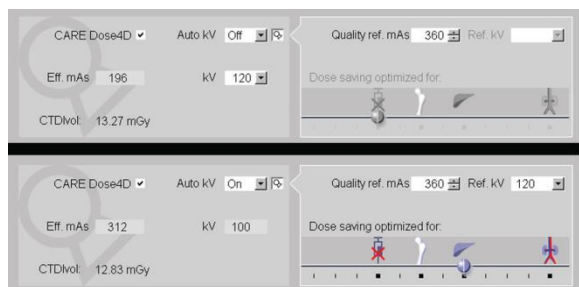 CARE Dose4D Auto kV Off Quality ref. mAs 360 Ref. kV
Eff. mAs 196 kV 120 Dose saving optimized for:
CTDIvol: 13.27 mGy
CARE Dose4D Auto kV On Quality ref. mAs 360 Ref. kV 120
Eff. mAs 312 kV 100 Dose saving optimized for:
CTDIvol: 12.83 mGy